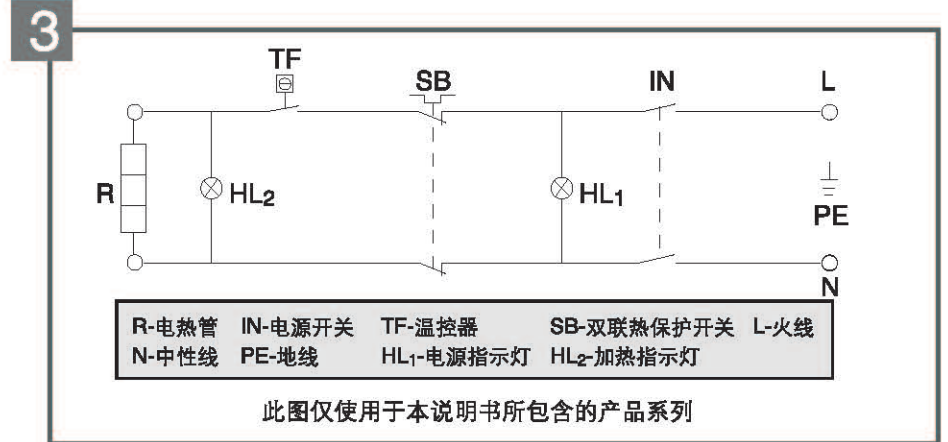 3
TF
SB
IN
L
R
HL2
HL1
PE
N
R-电热管 IN-电源开关 TF-温控器 SB-双联热保护开关 L-火线
N-中性线 PE-地线 HL1-电源指示灯 HL2-加热指示灯
此图仅使用于本说明书所包含的产品系列